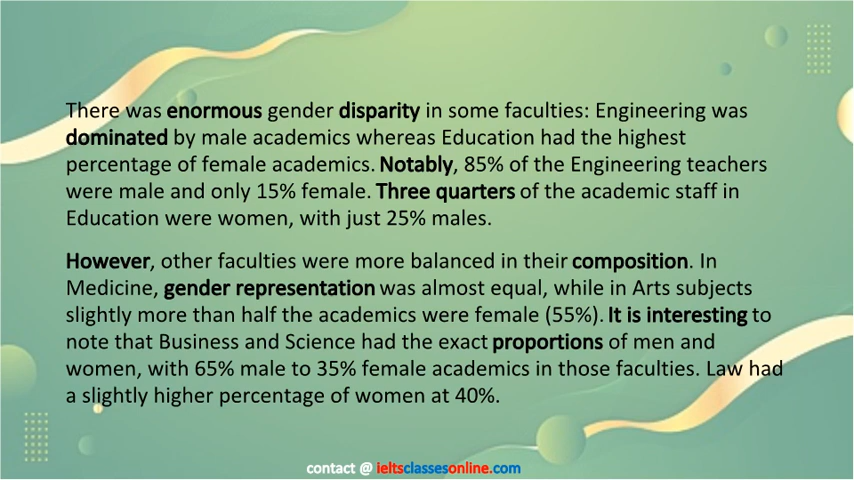 There was enormous gender disparity in some faculties: Engineering was
dominated by male academics whereas Education had the highest
percentage of female academics. Notably, 85% of the Engineering teachers
were male and only 15% female. Three quarters of the academic staff in
Education were women, with just 25% males.
However, other faculties were more balanced in their composition. In
Medicine, gender representation was almost equal, while in Arts subjects
slightly more than half the academics were female (55%). It is interesting to
note that Business and Science had the exact proportions of men and
women, with 65% male to 35% female academics in those faculties. Law had
a slightly higher percentage of women at 40%.
contact @ ieltsclassesonline.com